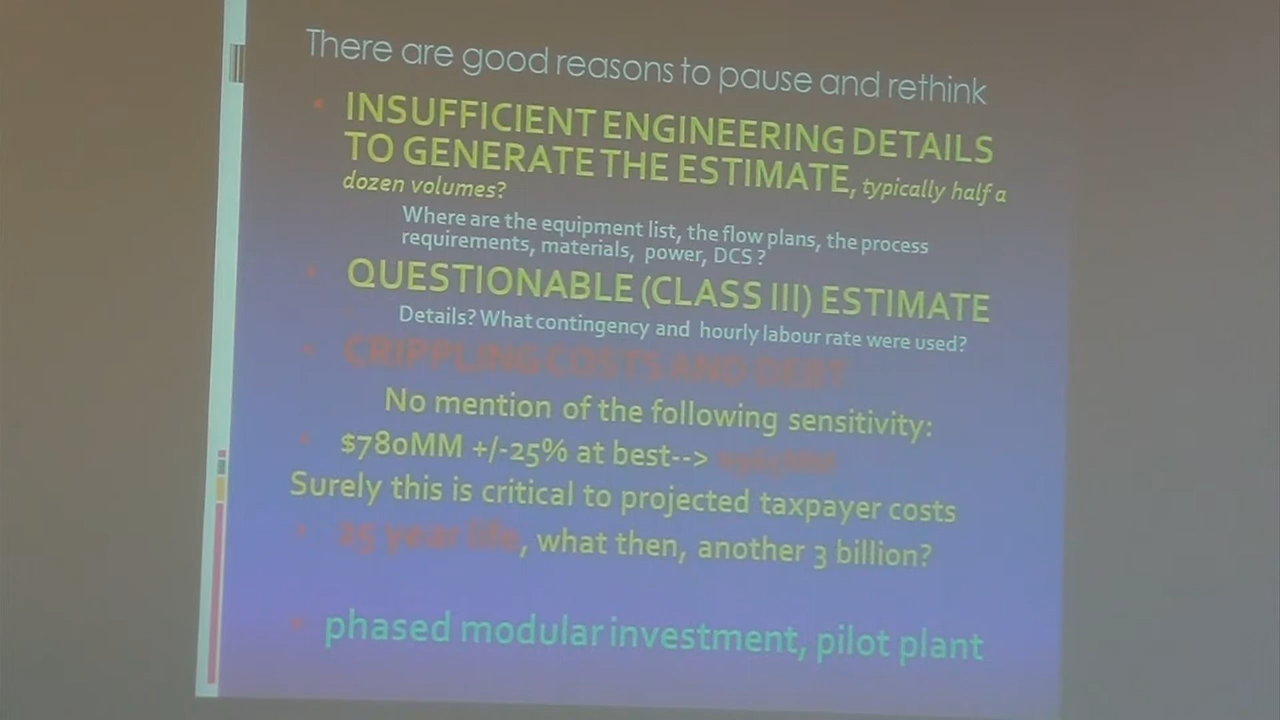 There are good reasons to pause and rethink
• INSUFFICIENT ENGINEERING DETAILS
TO GENERATE THE ESTIMATE, typically half a
dozen volumes?
Where are the equipment list, the flow plans, the process
requirements, materials, power, DCS ?
• QUESTIONABLE (CLASS III) ESTIMATE
Details? What contingency and hourly labour rate were used?
• CRIPPLING COSTS AND DEBT
No mention of the following sensitivity:
• $780MM +/-25% at best-->
Surely this is critical to projected taxpayer costs
• 25 year life, what then, another 3 billion?
• phased modular investment, pilot plant